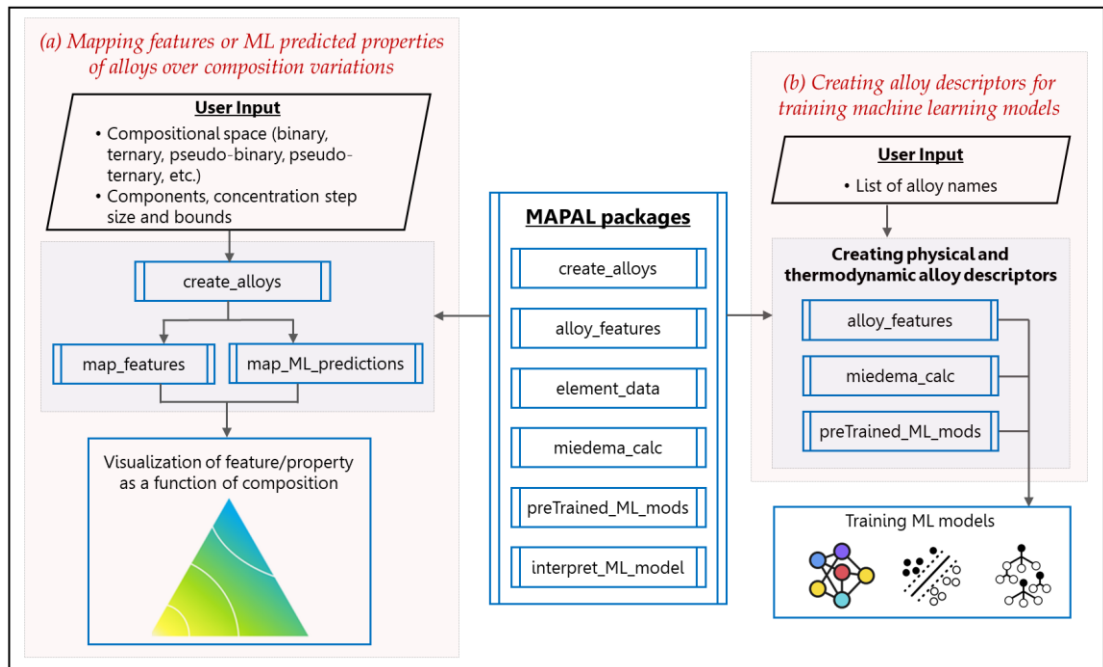 (a) Mapping features or ML predicted properties
of alloys over composition variations
User Input
• Compositional space (binary,
ternary, pseudo-binary, pseudo-
ternary, etc.)
• Components, concentration step
size and bounds
create_alloys
map_features
map_ML_predictions
Visualization of feature/property
as a function of composition
MAPAL packages
create_alloys
alloy_features
element_data
miedema_calc
preTrained_ML_mods
interpret_ML_model
(b) Creating alloy descriptors for
training machine learning models
User Input
• List of alloy names
Creating physical and
thermodynamic alloy descriptors
alloy_features
miedema_calc
preTrained_ML_mods
Training ML models